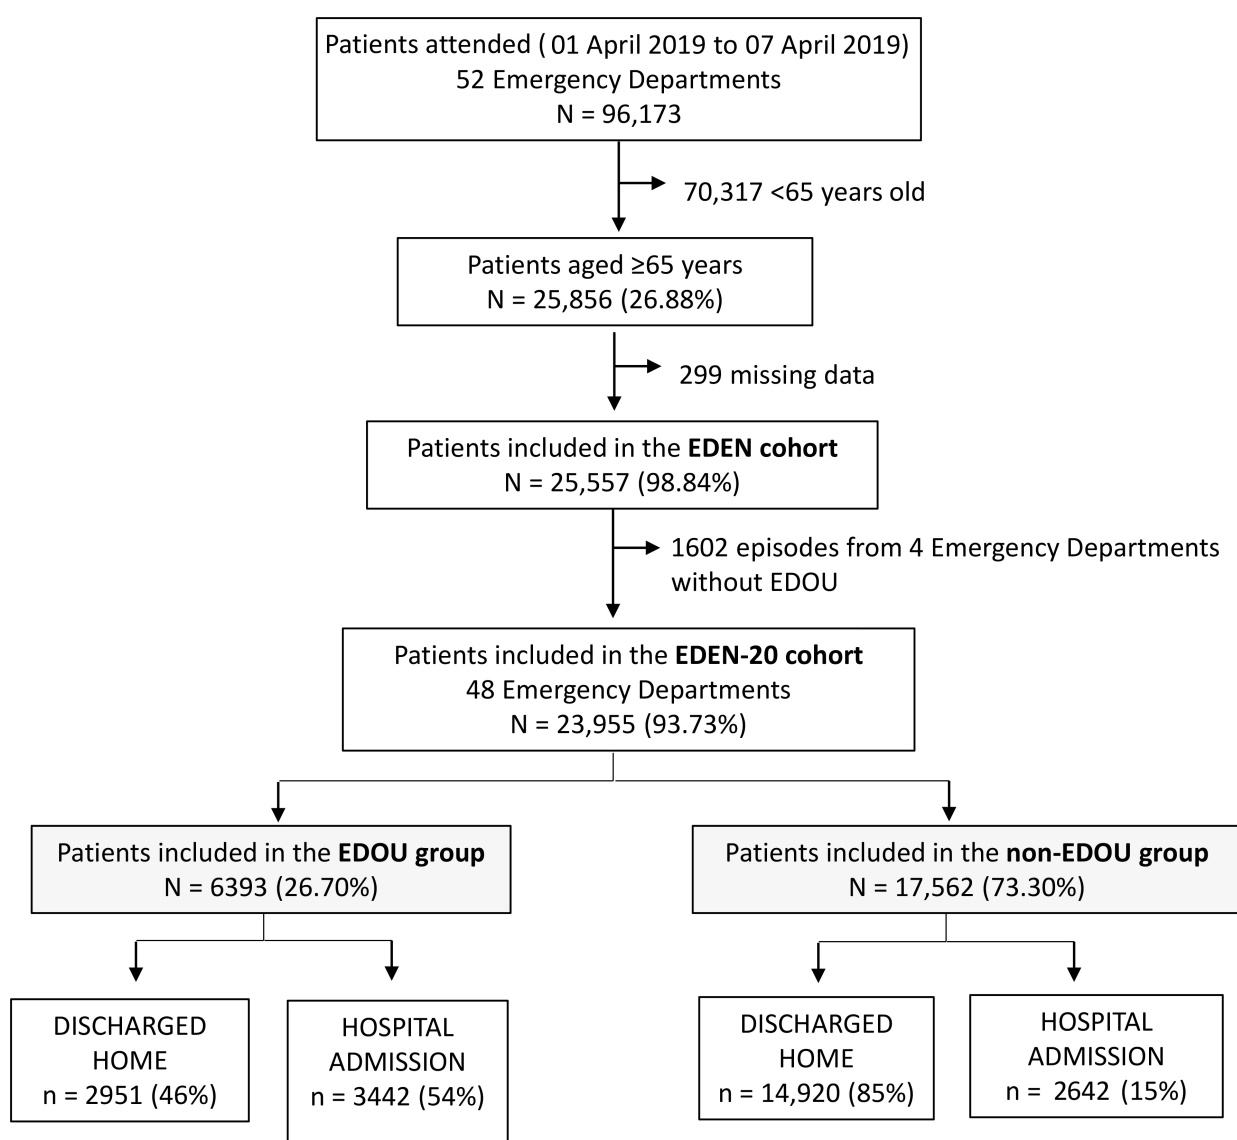 Patients attended ( 01 April 2019 to 07 April 2019)
52 Emergency Departments
N = 96,173
70,317 <65 years old
Patients aged ≥65 years
N = 25,856 (26.88%)
299 missing data
Patients included in the EDEN cohort
N = 25,557 (98.84%)
1602 episodes from 4 Emergency Departments
without EDOU
Patients included in the EDEN-20 cohort
48 Emergency Departments
N = 23,955 (93.73%)
Patients included in the EDOU group
N = 6393 (26.70%)
Patients included in the non-EDOU group
N = 17,562 (73.30%)
DISCHARGED
HOME
n = 2951 (46%)
HOSPITAL
ADMISSION
n = 3442 (54%)
DISCHARGED
HOME
n = 14,920 (85%)
HOSPITAL
ADMISSION
n = 2642 (15%)